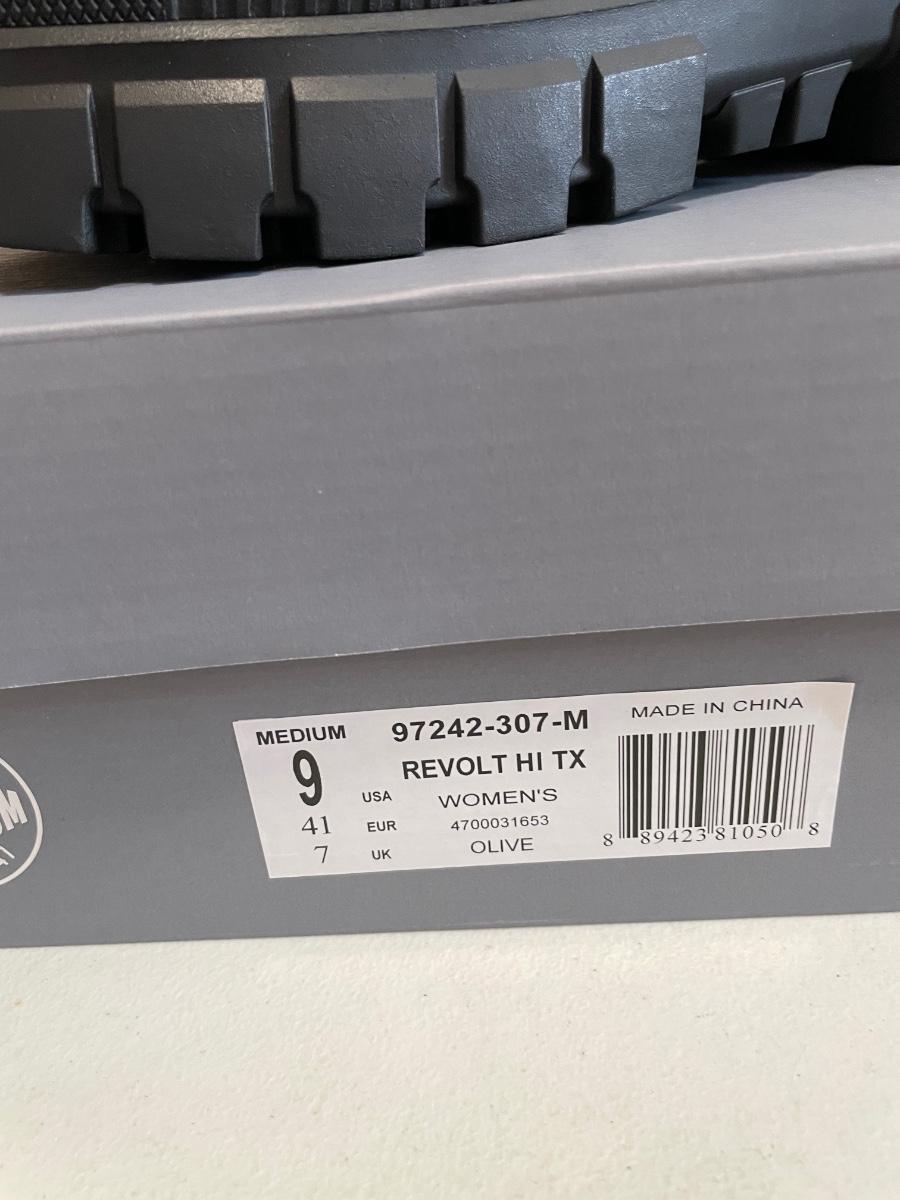 MEDIUM
9 USA
41 EUR
7 UK
97242-307-M
REVOLT HI TX
WOMEN'S
4700031653
OLIVE
MADE IN CHINA
8 89423 81050 8